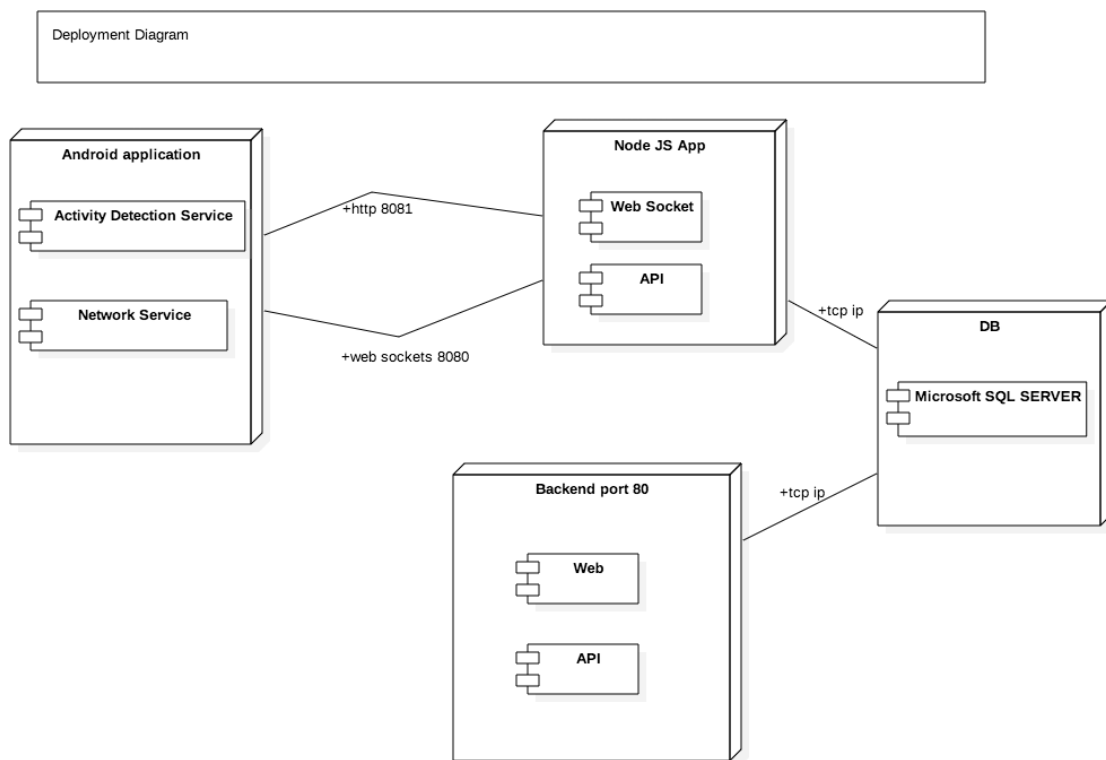 Deployment Diagram
Android application
Activity Detection Service
Network Service
+http 8081
+web sockets 8080
Node JS App
Web Socket
API
+tcp ip
DB
Microsoft SQL SERVER
+tcp ip
Backend port 80
Web
API